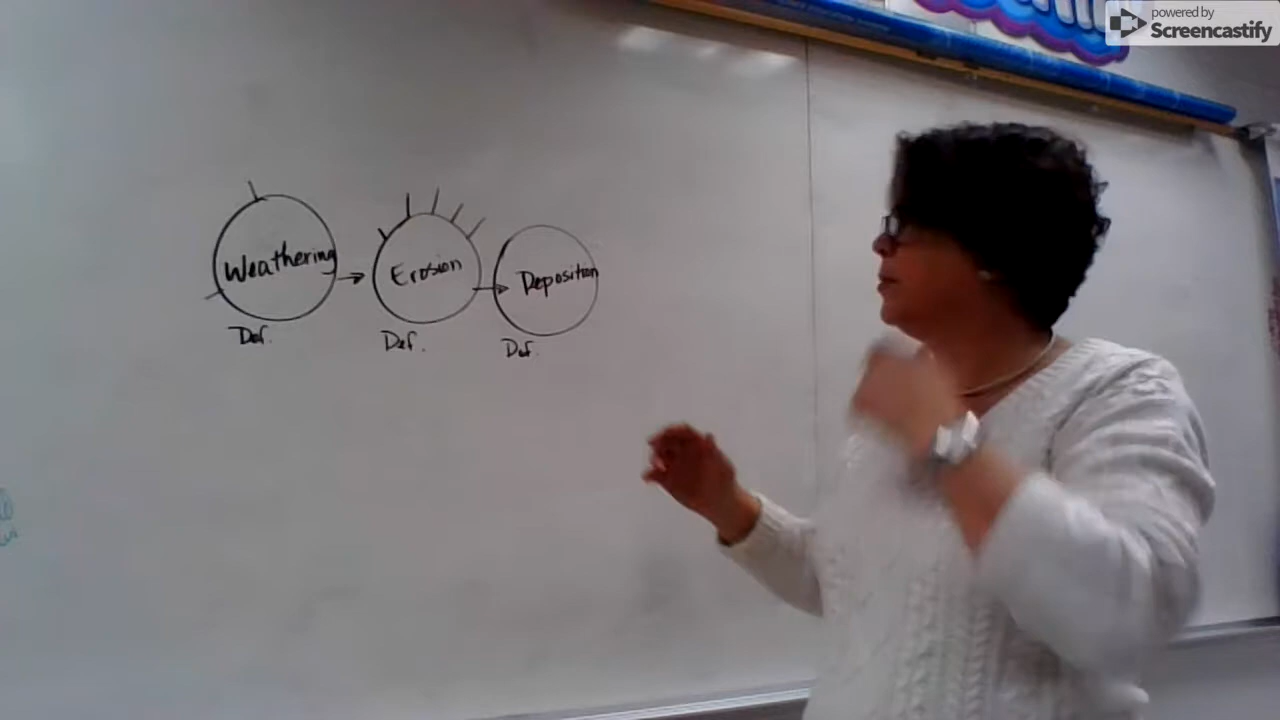 powered by
Screencastify
Weathering
Erosion
Deposition
Def.
Def.
Def.